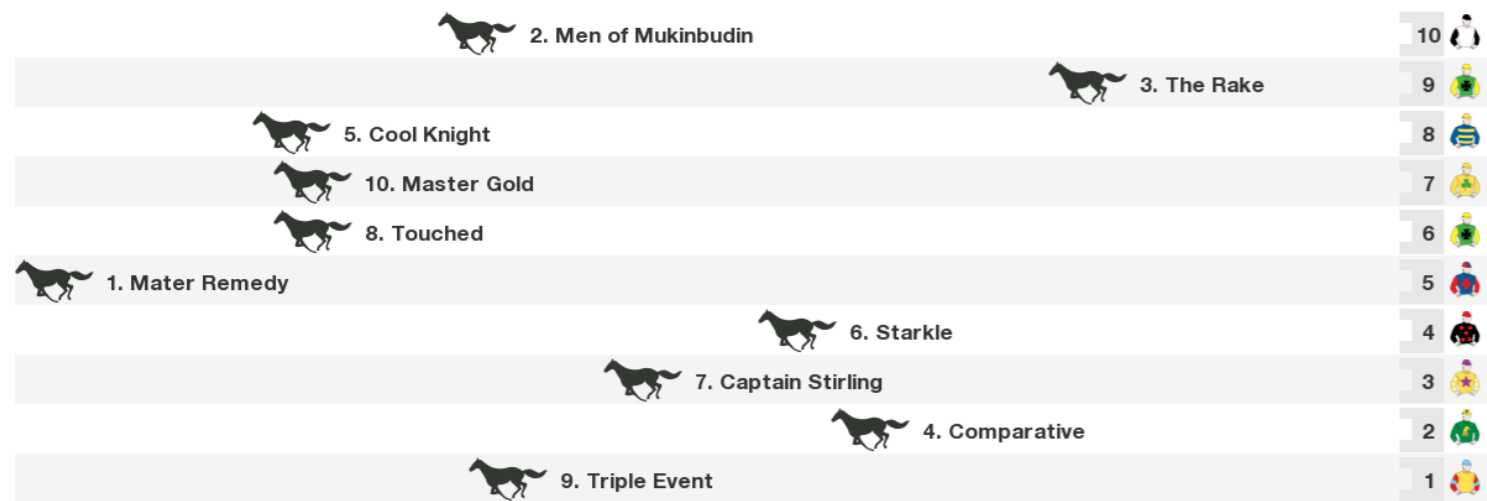 2. Men of Mukinbudin 10
3. The Rake 9
5. Cool Knight 8
10. Master Gold 7
8. Touched 6
1. Mater Remedy 5
6. Starkle 4
7. Captain Stirling 3
4. Comparative 2
9. Triple Event 1